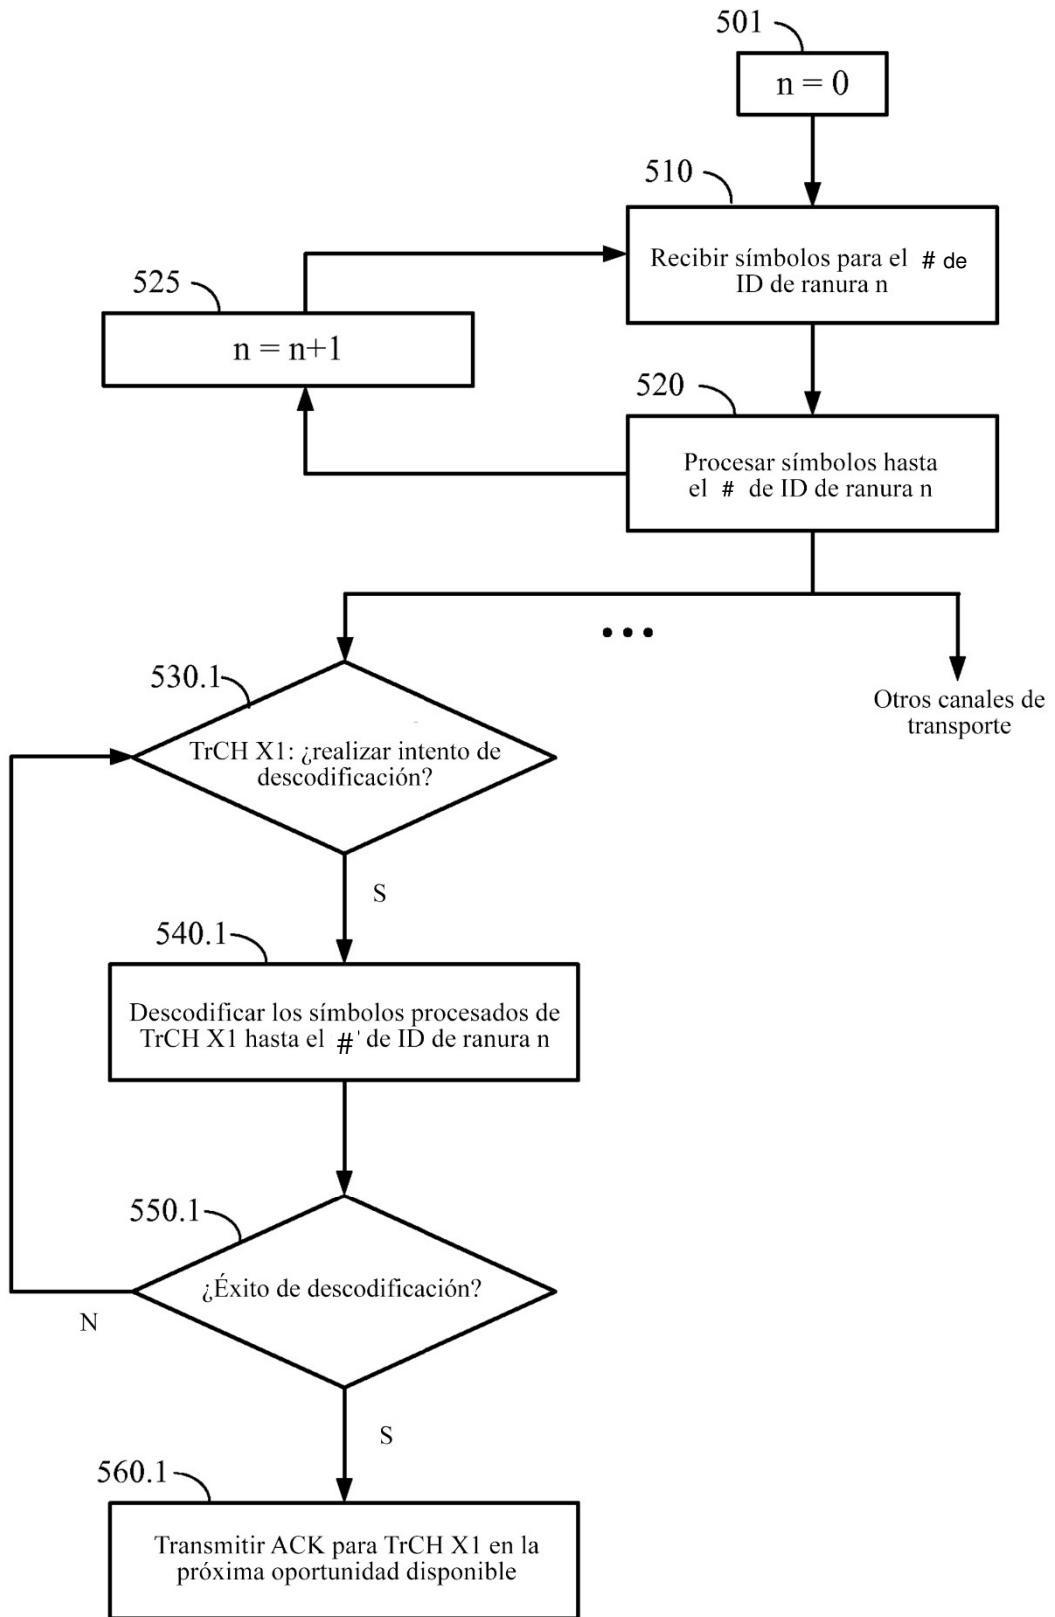 501
n = 0
510
Recibir símbolos para el # de
ID de ranura n
525
n = n+1
520
Procesar símbolos hasta
el # de ID de ranura n
...
530.1
TrCH X1: ¿realizar intento de
descodificación?
Otros canales de
transporte
S
540.1
Descodificar los símbolos procesados de
TrCH X1 hasta el #' de ID de ranura n
550.1
¿Éxito de descodificación?
N
S
560.1
Transmitir ACK para TrCH X1 en la
próxima oportunidad disponible